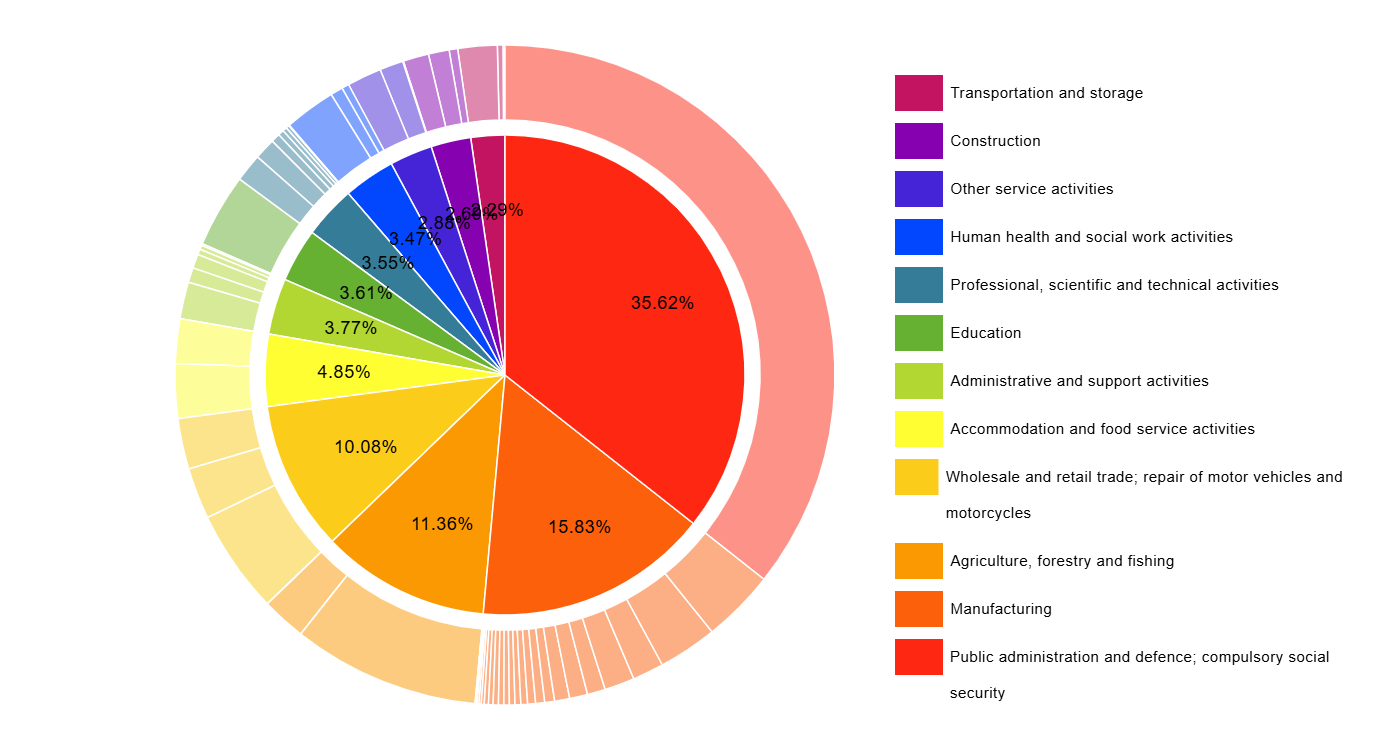 Transportation and storage
Construction
Other service activities
2.29%
2.88%
Human health and social work activities
3.47%
3.55%
Professional, scientific and technical activities
3.61%
35.62%
3.77%
Education
4.85%
Administrative and support activities
Accommodation and food service activities
10.08%
Wholesale and retail trade; repair of motor vehicles and
motorcycles
11.36%
15.83%
Agriculture, forestry and fishing
Manufacturing
Public administration and defence; compulsory social
security